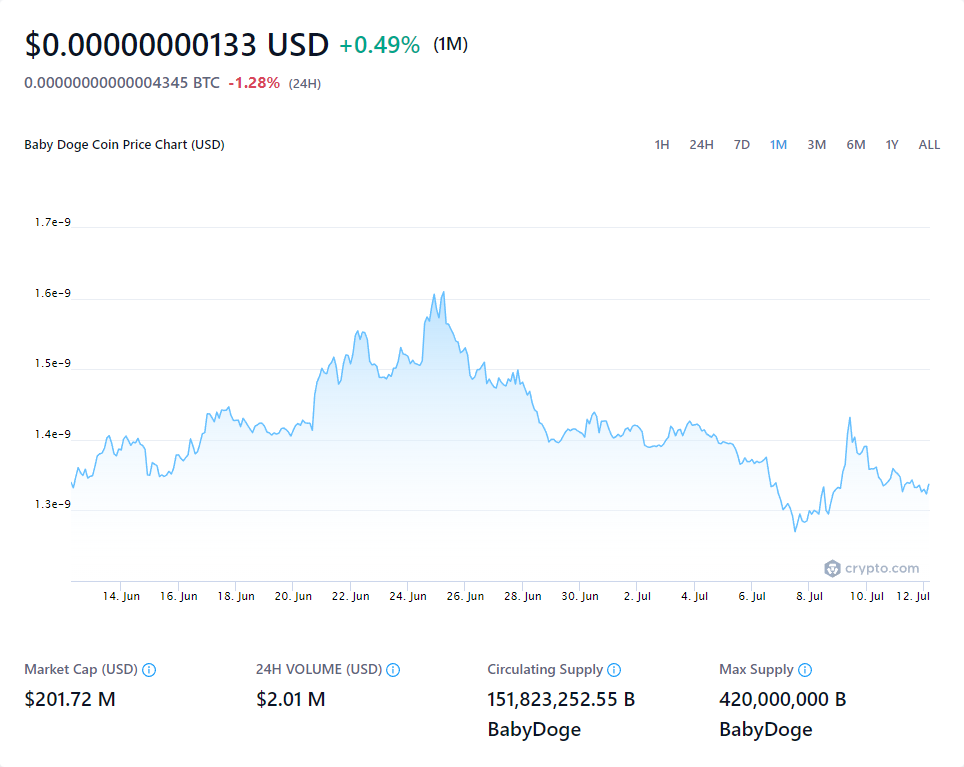 $0.00000000133 USD +0.49% (1M)
0.00000000000004345 BTC -1.28% (24H)
Baby Doge Coin Price Chart (USD) 1H 24H 7D 1M 3M 6M 1Y ALL
1.7e-9
1.6e-9
1.5e-9
1.4e-9
1.3e-9
crypto.com
14. Jun 16. Jun 18. Jun 20. Jun 22. Jun 24. Jun 26. Jun 28. Jun 30. Jun 2. Jul 4. Jul 6. Jul 8. Jul 10. Jul 12. Jul
Market Cap (USD) 24H VOLUME (USD) Circulating Supply Max Supply
$201.72 M $2.01 M 151,823,252.55 B 420,000,000 B
BabyDoge BabyDoge